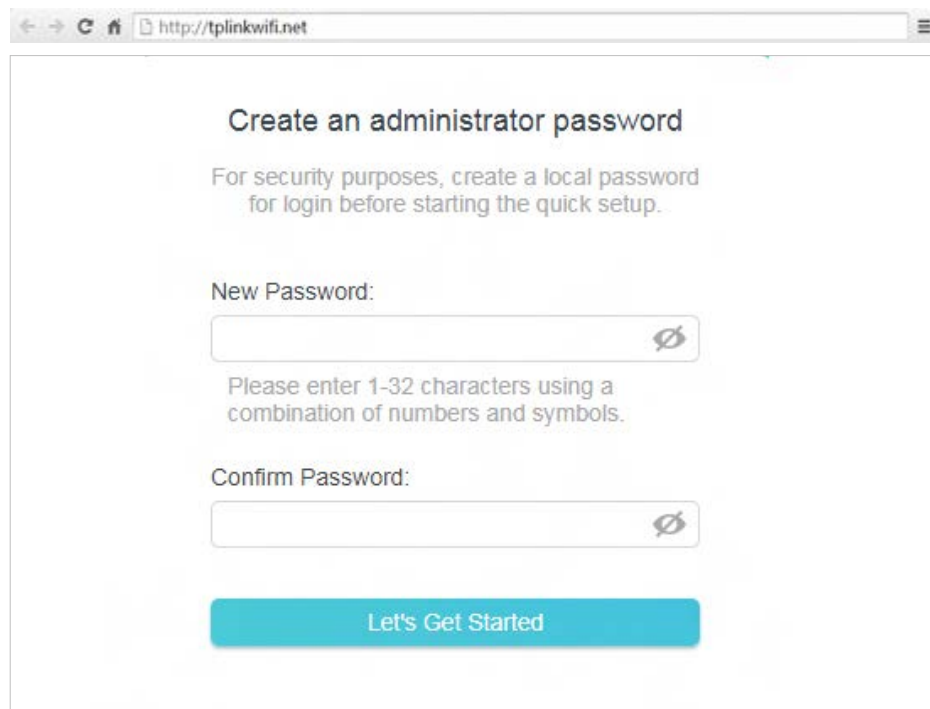 http://tplinkwifi.net
Create an administrator password
For security purposes, create a local password
for login before starting the quick setup.
New Password:
Please enter 1-32 characters using a
combination of numbers and symbols.
Confirm Password:
Let's Get Started